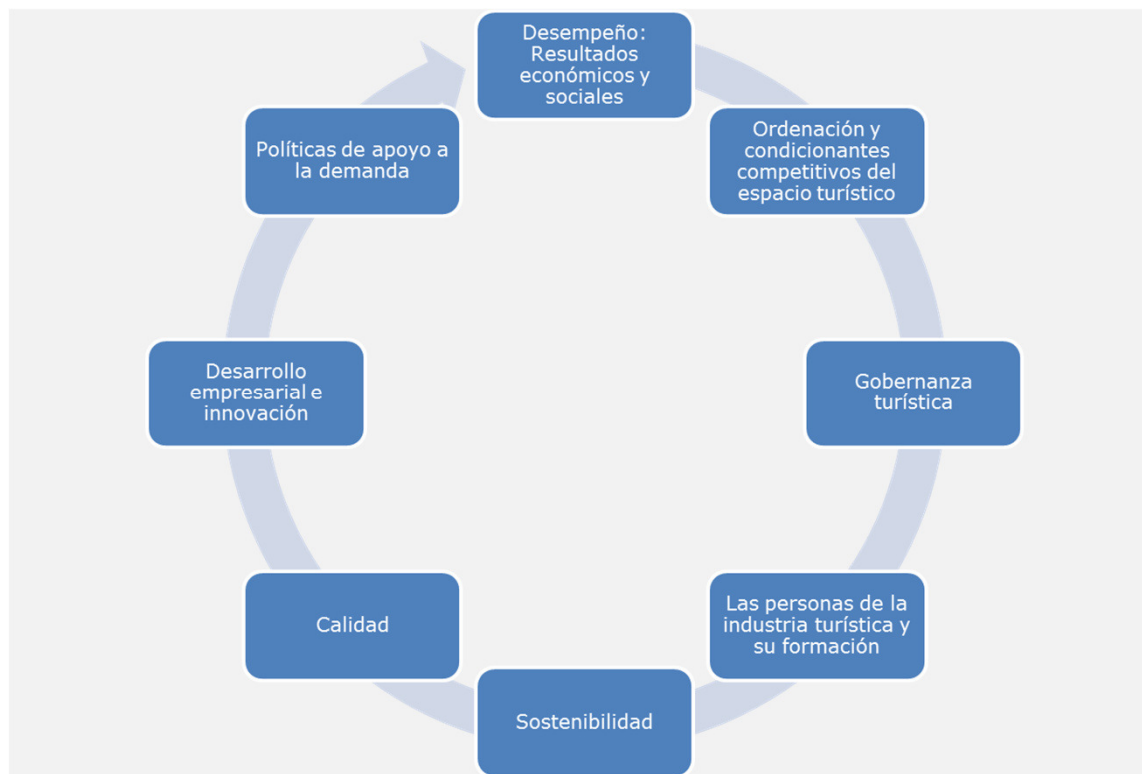 Desempeño:
Resultados
económicos y
sociales
Ordenación y
condicionantes
competitivos del
espacio turístico
Gobernanza
turística
Las personas de la
industria turística y
su formación
Sostenibilidad
Calidad
Desarrollo
empresarial e
innovación
Políticas de apoyo a
la demanda